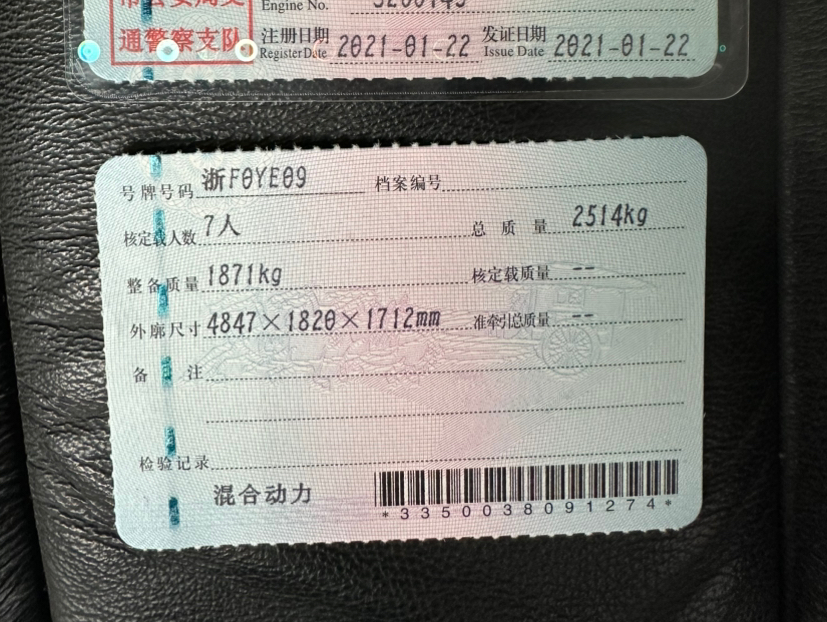 Engine No.
通警察支队
注册日期 2021-01-22 发证日期 2021-01-22
Register Date Issue Date
号牌号码 浙F0YE09 档案编号
核定载人数 7人 总质量 2514kg
整备质量 1871kg 核定载质量 --
外廓尺寸 4847×1820×1712mm 准牵引总质量 --
备注
检验记录
混合动力
*3350038091274*